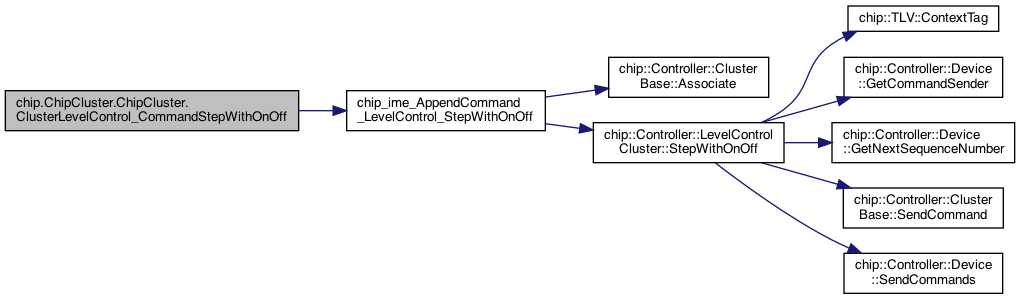 chip.ChipCluster.ChipCluster.
ClusterLevelControl_CommandStepWithOnOff
chip_ime_AppendCommand
_LevelControl_StepWithOnOff
chip::Controller::Cluster
Base::Associate
chip::Controller::LevelControl
Cluster::StepWithOnOff
chip::TLV::ContextTag
chip::Controller::Device
::GetCommandSender
chip::Controller::Device
::GetNextSequenceNumber
chip::Controller::Cluster
Base::SendCommand
chip::Controller::Device
::SendCommands